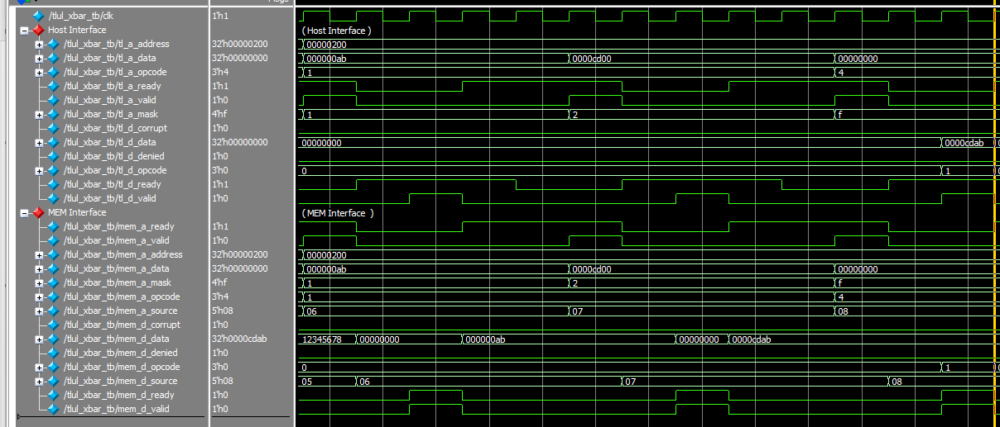 Msgs
/tlul_xbar_tb/clk 1'h1
Host Interface (Host Interface)
/tlul_xbar_tb/tl_a_address 32'h00000200 00000200
/tlul_xbar_tb/tl_a_data 32'h00000000 000000ab 0000cd00 00000000
/tlul_xbar_tb/tl_a_opcode 3'h4 1 4
/tlul_xbar_tb/tl_a_ready 1'h1
/tlul_xbar_tb/tl_a_valid 1'h0
/tlul_xbar_tb/tl_a_mask 4'hf 1 2 f
/tlul_xbar_tb/tl_d_corrupt 1'h0
/tlul_xbar_tb/tl_d_data 32'h00000000 00000000 0000cdab 0
/tlul_xbar_tb/tl_d_denied 1'h0
/tlul_xbar_tb/tl_d_opcode 3'h0 0 1 0
/tlul_xbar_tb/tl_d_ready 1'h1
/tlul_xbar_tb/tl_d_valid 1'h0
MEM Interface (MEM Interface )
/tlul_xbar_tb/mem_a_ready 1'h1
/tlul_xbar_tb/mem_a_valid 1'h0
/tlul_xbar_tb/mem_a_address 32'h00000200 00000200
/tlul_xbar_tb/mem_a_data 32'h00000000 000000ab 0000cd00 00000000
/tlul_xbar_tb/mem_a_mask 4'hf 1 2 f
/tlul_xbar_tb/mem_a_opcode 3'h4 1 4
/tlul_xbar_tb/mem_a_source 5'h08 06 07 08
/tlul_xbar_tb/mem_d_corrupt 1'h0
/tlul_xbar_tb/mem_d_data 32'h0000cdab 12345678 00000000 000000ab 00000000 0000cdab
/tlul_xbar_tb/mem_d_denied 1'h0
/tlul_xbar_tb/mem_d_opcode 3'h0 0 1 0
/tlul_xbar_tb/mem_d_source 5'h08 05 06 07 08
/tlul_xbar_tb/mem_d_ready 1'h0
/tlul_xbar_tb/mem_d_valid 1'h0